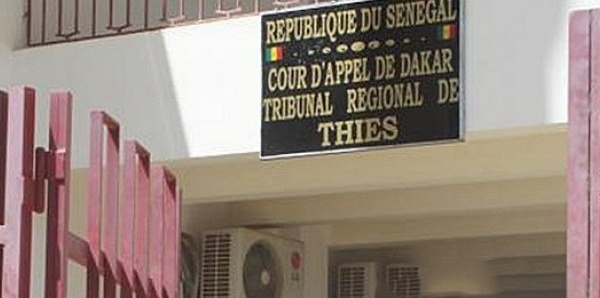 REPUBLIQUE DU SENEGAL
COUR D'APPEL DE DAKAR
TRIBUNAL REGIONAL DE
THIES